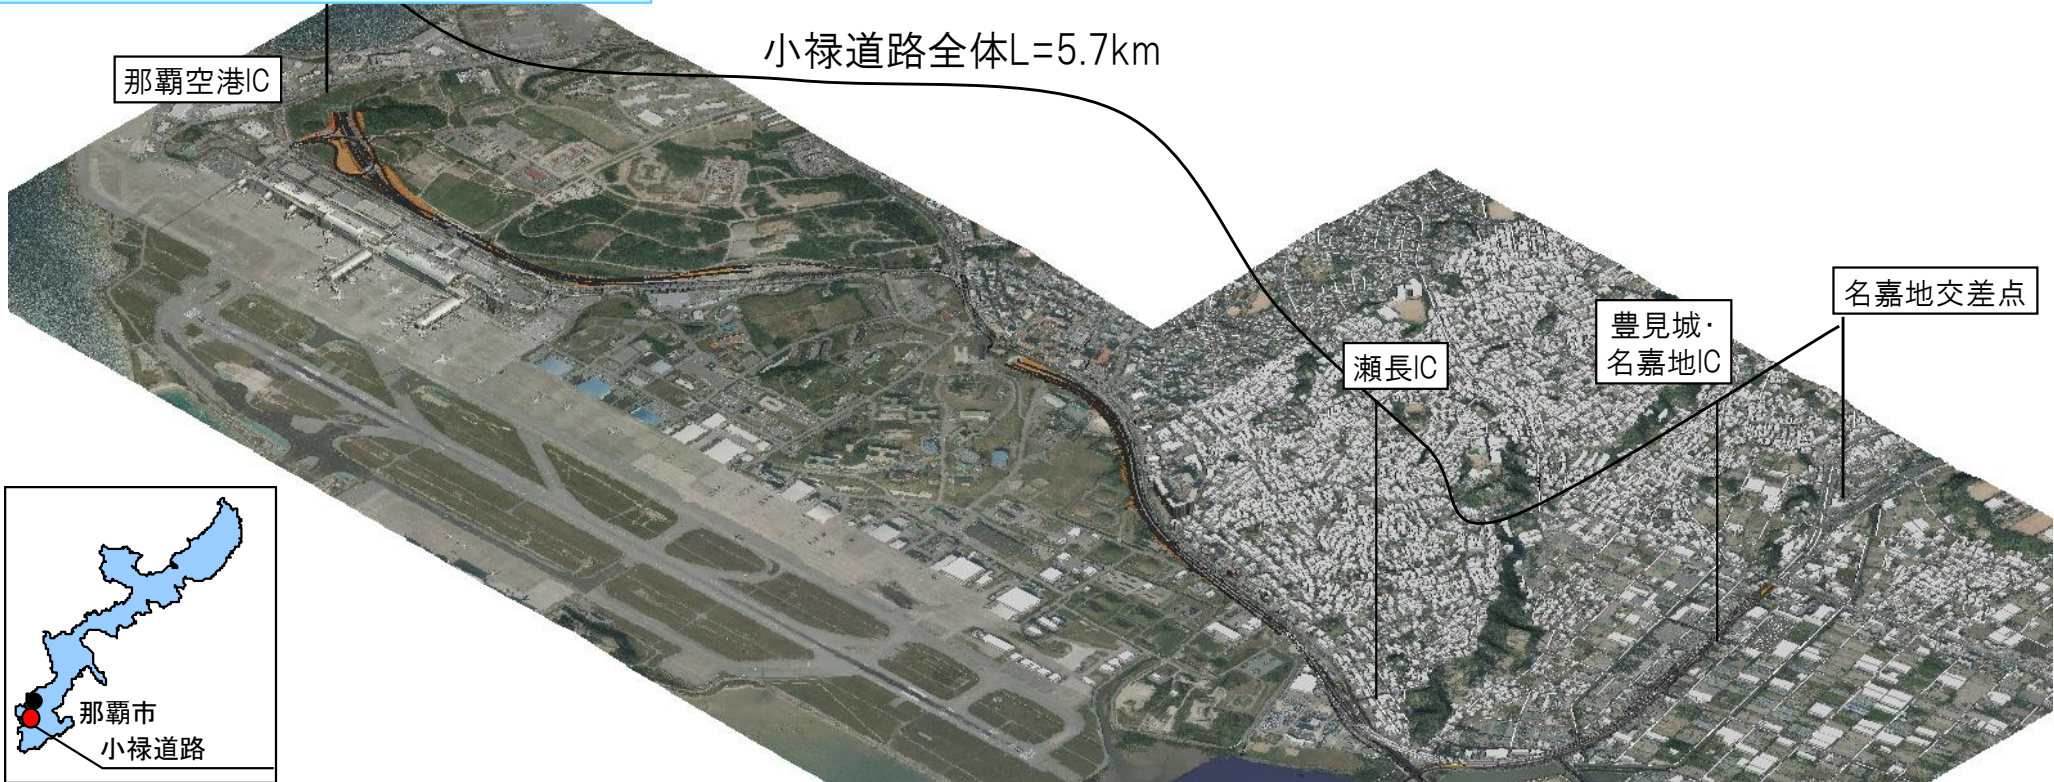 小禄道路全体L=5.7km
那覇空港IC
名嘉地交差点
豊見城・
名嘉地IC
瀬長IC
那覇市
小禄道路